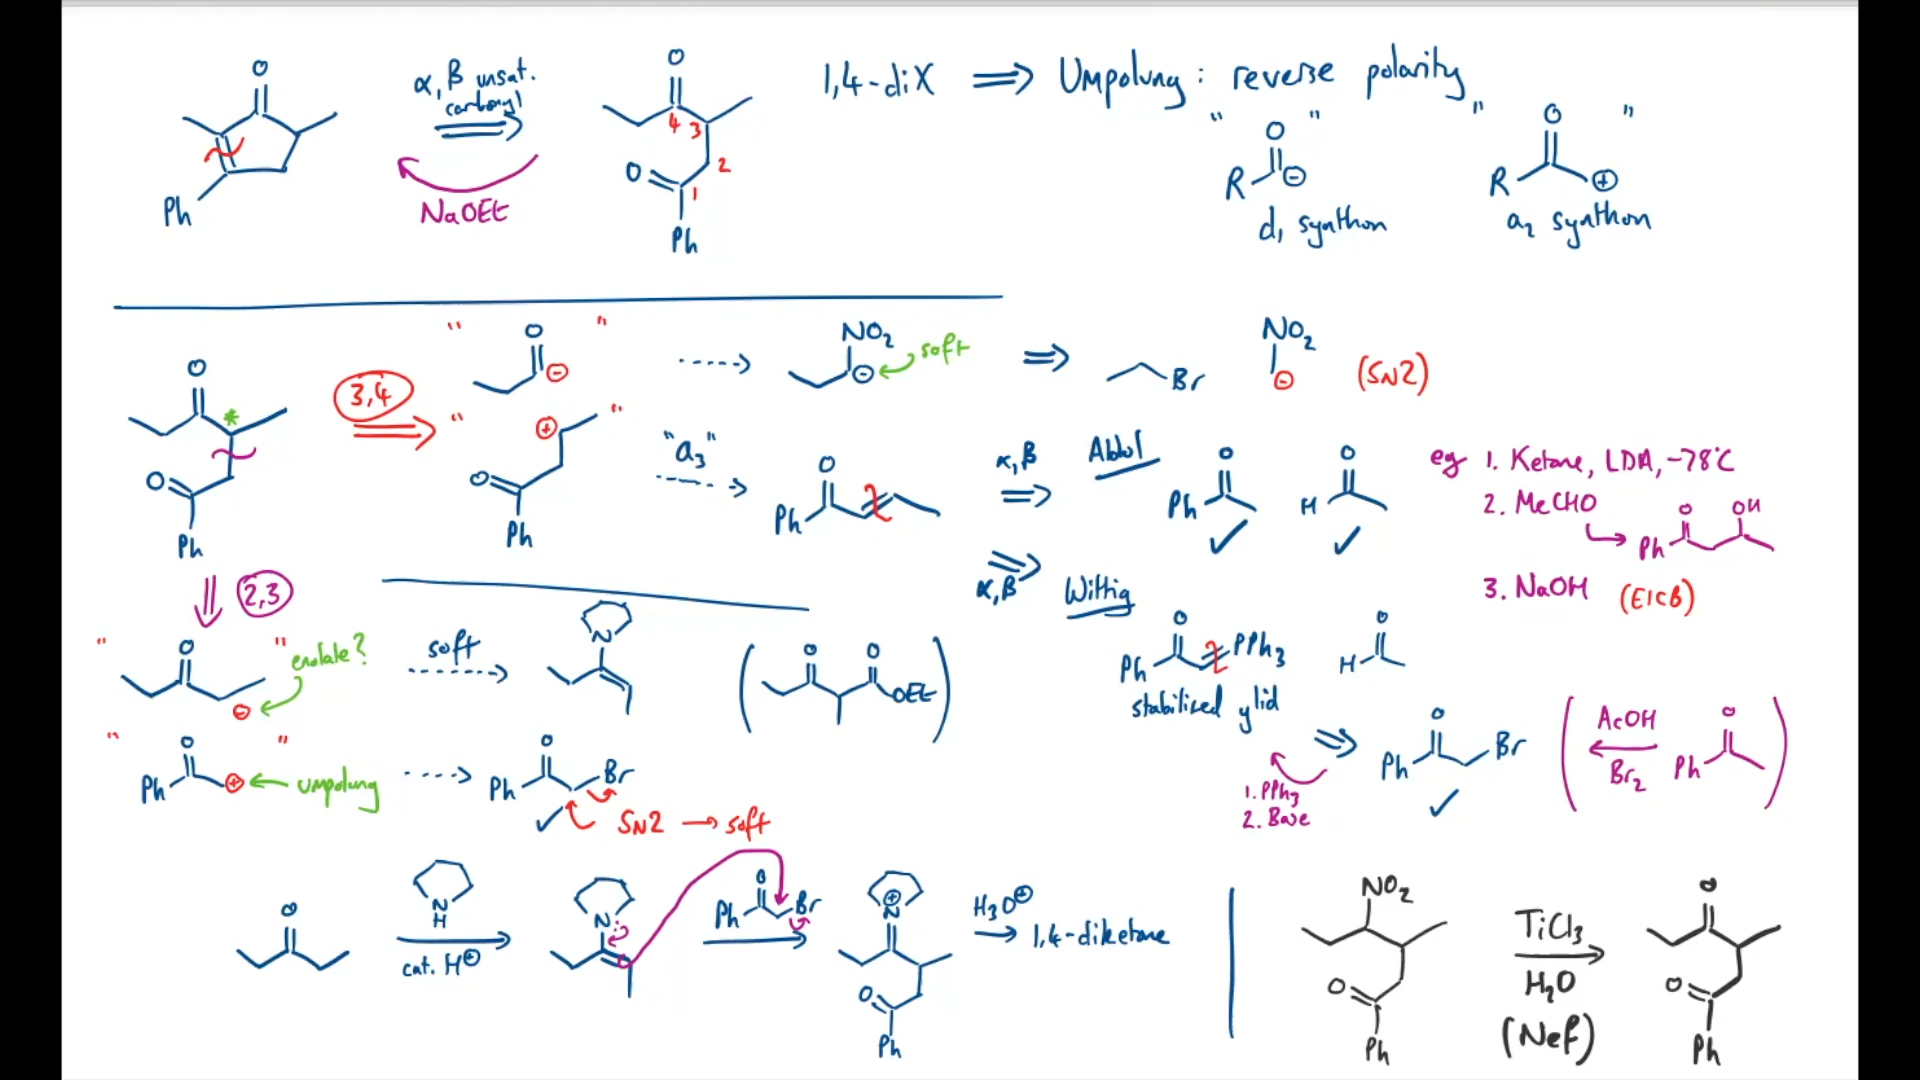 O
α, β unsat.
carbonyl
NaOEt
Ph
O
4 3
2
O
1
Ph
1,4-diX ⟹ Umpolung : reverse polarity
" O ⊖ "
R
d, synthon
" O "
R ⊕
a2 synthon
O
*
O
Ph
3,4
" O ⊖ "
NO2
⊖ soft
Br
NO2
⊖
(SN2)
" ⊕ "
O
Ph
"a3"
O
Ph
α, β
Aldol
O
Ph
✓
O
H
✓
eg 1. Ketone, LDA, -78°C
2. MeCHO
O OH
Ph
3. NaOH (E1cB)
α, β
Wittig
O
Ph PPh3
stabilised ylid
O
H
1. PPh3
2. Base
O
Ph Br
✓
( AcOH
Br2
O
Ph )
2,3
" O "
⊖
enolate?
soft
N
( O O
OEt )
" O "
Ph ⊕ ← umpolung
O
Ph Br
✓ SN2 → soft
O
N
H
cat. H⊕
N
O
Ph Br
⊕
N
O
Ph
H3O⊕
→ 1,4-diketone
NO2
O
Ph
TiCl3
H2O
(Nef)
O
O
Ph